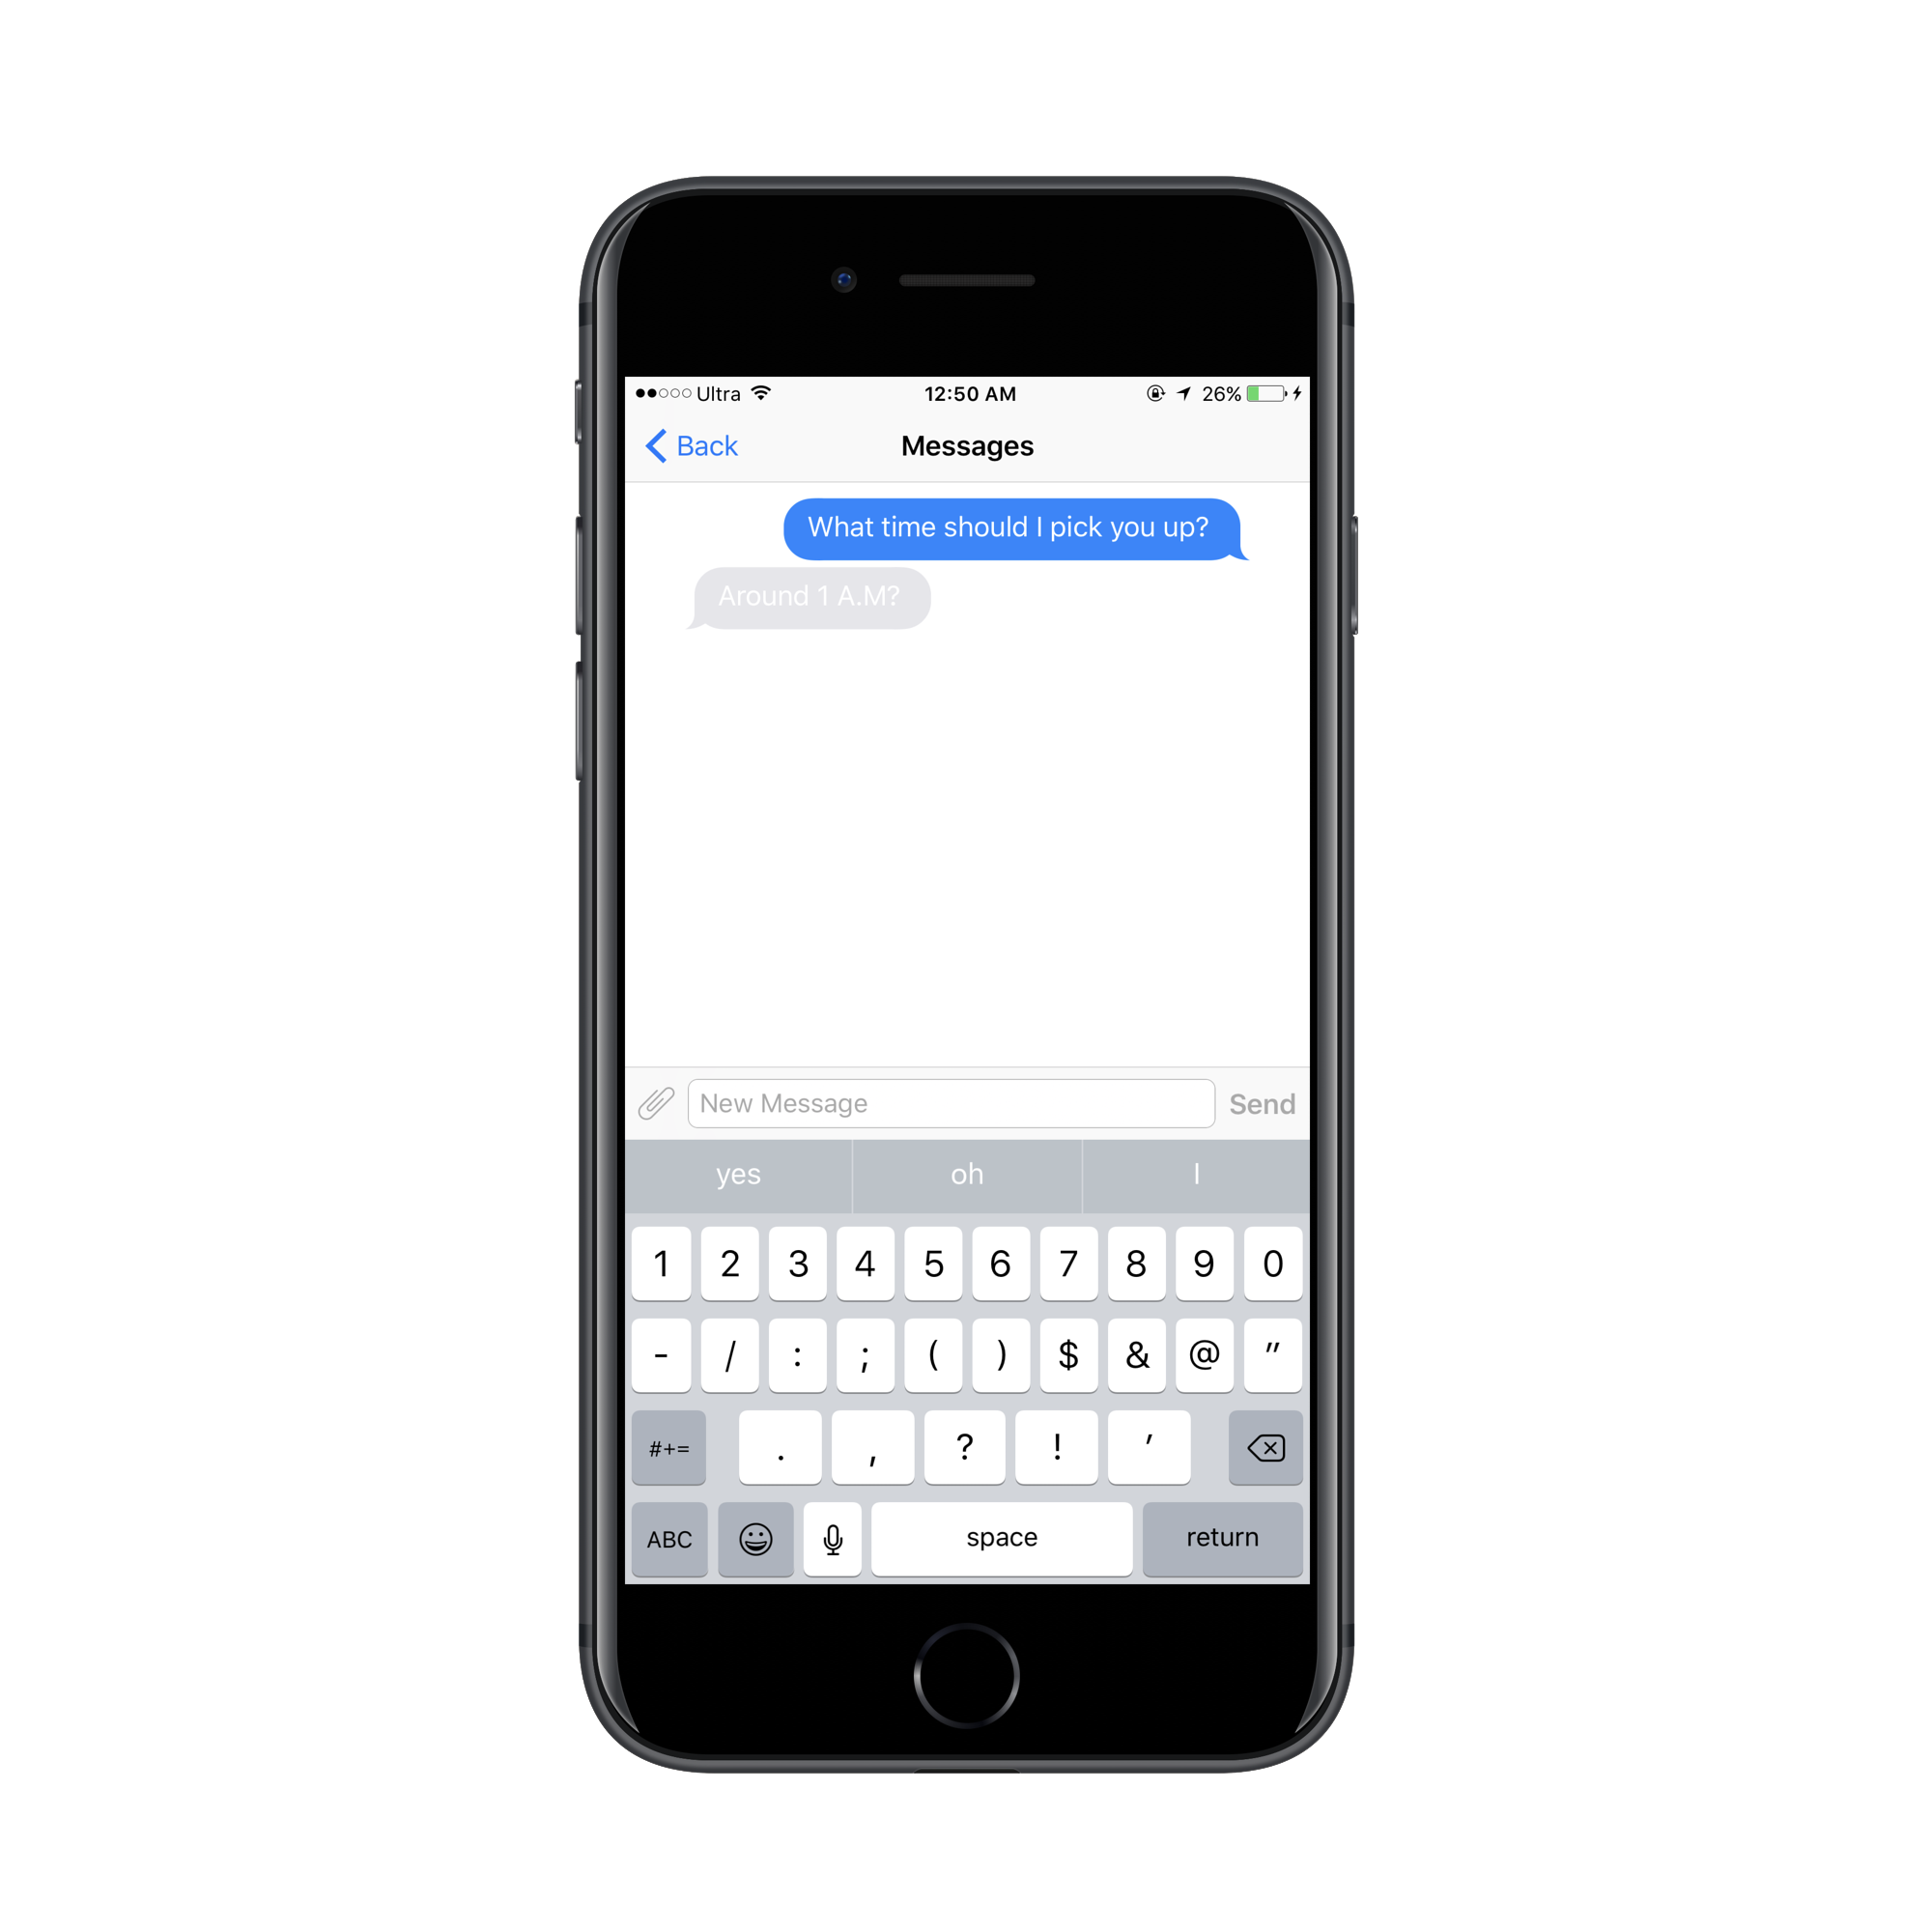 Ultra 12:50 AM 26%
Back Messages
What time should I pick you up?
Around 1 A.M?
New Message Send
yes oh I
1 2 3 4 5 6 7 8 9 0
- / : ; ( ) $ & @ "
#+= . , ? ! '
ABC space return